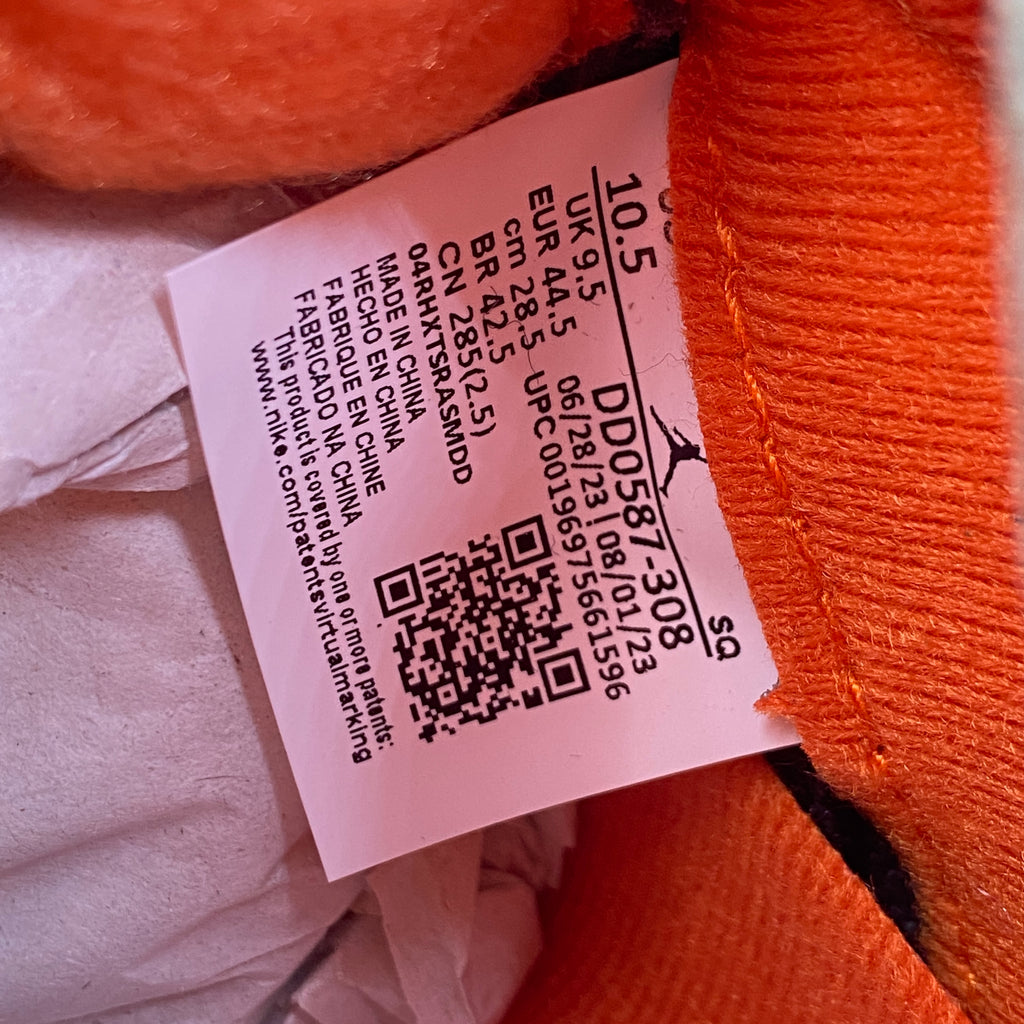 10.5
SQ
UK 9.5
EUR 44.5
cm 28.5
BR 42.5
CN 285(2.5)
DD0587-308
06/28/23|08/01/23
UPC 00196975661596
04RHXTSRASMDD
MADE IN CHINA
HECHO EN CHINA
FABRIQUE EN CHINE
FABRICADO NA CHINA
This product is covered by one or more patents:
www.nike.com/patentsvirtualmarking